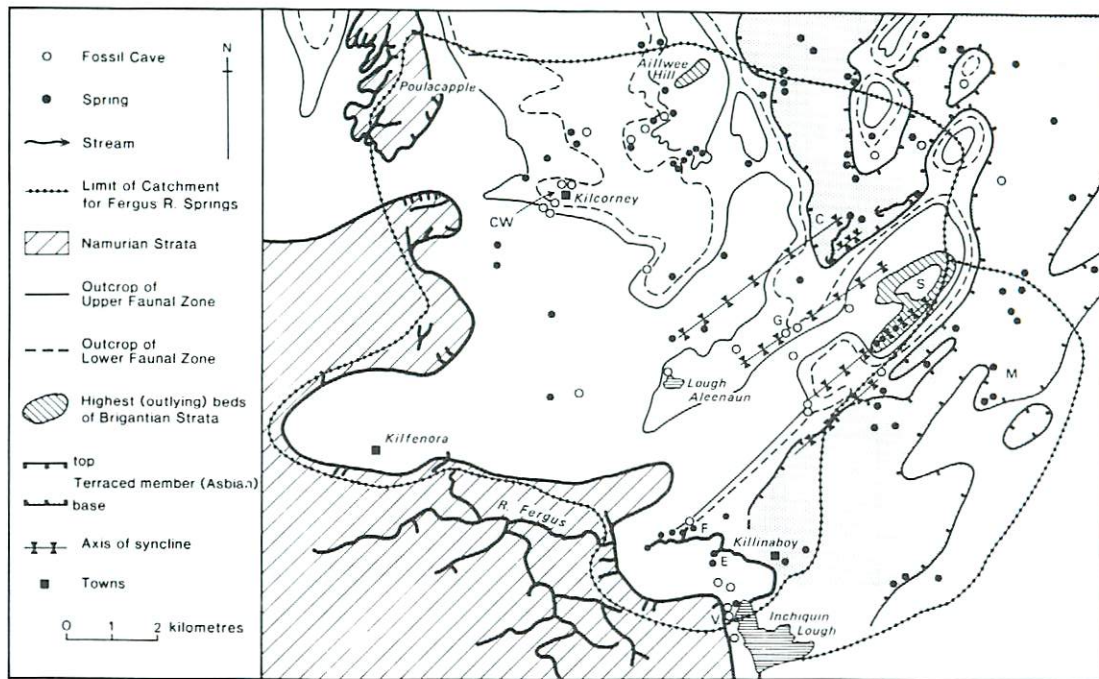 Fossil Cave
Spring
Stream
Limit of Catchment
for Fergus R. Springs
Namurian Strata
Outcrop of
Upper Faunal Zone
Outcrop of
Lower Faunal Zone
Highest (outlying) beds
of Brigantian Strata
top
Terraced member (Asbian)
base
Axis of syncline
Towns
0 1 2 kilometres
N
Poulacapple
Aillwee
Hill
Kilcorney
CW
C
S
G
Lough
Aleenaun
M
Kilfenora
R. Fergus
F
Killinaboy
E
V
Inchiquin
Lough